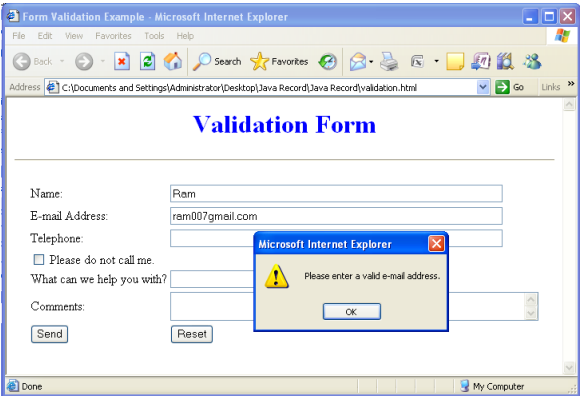 Form Validation Example - Microsoft Internet Explorer
File Edit View Favorites Tools Help
Back Search Favorites
Address C:\Documents and Settings\Administrator\Desktop\Java Record\Java Record\validation.html Go Links »
Validation Form
Name: Ram
E-mail Address: ram007gmail.com
Telephone:
Please do not call me.
What can we help you with?
Comments:
Send Reset
Microsoft Internet Explorer
Please enter a valid e-mail address.
OK
Done My Computer